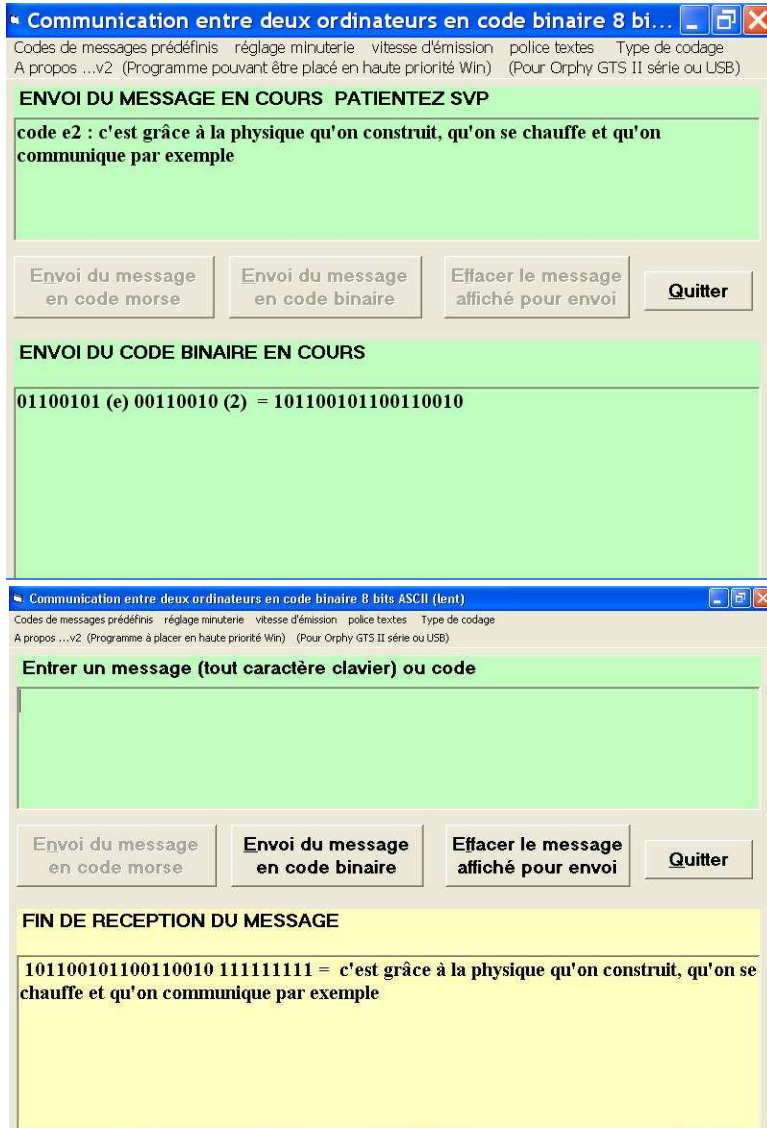 Communication entre deux ordinateurs en code binaire 8 bi...
Codes de messages prédéfinis réglage minuterie vitesse d'émission police textes Type de codage
A propos ...v2 (Programme pouvant être placé en haute priorité Win) (Pour Orphy GTS II série ou USB)
ENVOI DU MESSAGE EN COURS PATIENTEZ SVP
code e2 : c'est grâce à la physique qu'on construit, qu'on se chauffe et qu'on
communique par exemple
Envoi du message
en code morse
Envoi du message
en code binaire
Effacer le message
affiché pour envoi
Quitter
ENVOI DU CODE BINAIRE EN COURS
01100101 (e) 00110010 (2) = 101100101100110010
Communication entre deux ordinateurs en code binaire 8 bits ASCII (lent)
Codes de messages prédéfinis réglage minuterie vitesse d'émission police textes Type de codage
A propos ...v2 (Programme à placer en haute priorité Win) (Pour Orphy GTS II série ou USB)
Entrer un message (tout caractère clavier) ou code
Envoi du message
en code morse
Envoi du message
en code binaire
Effacer le message
affiché pour envoi
Quitter
FIN DE RECEPTION DU MESSAGE
101100101100110010 111111111 = c'est grâce à la physique qu'on construit, qu'on se
chauffe et qu'on communique par exemple